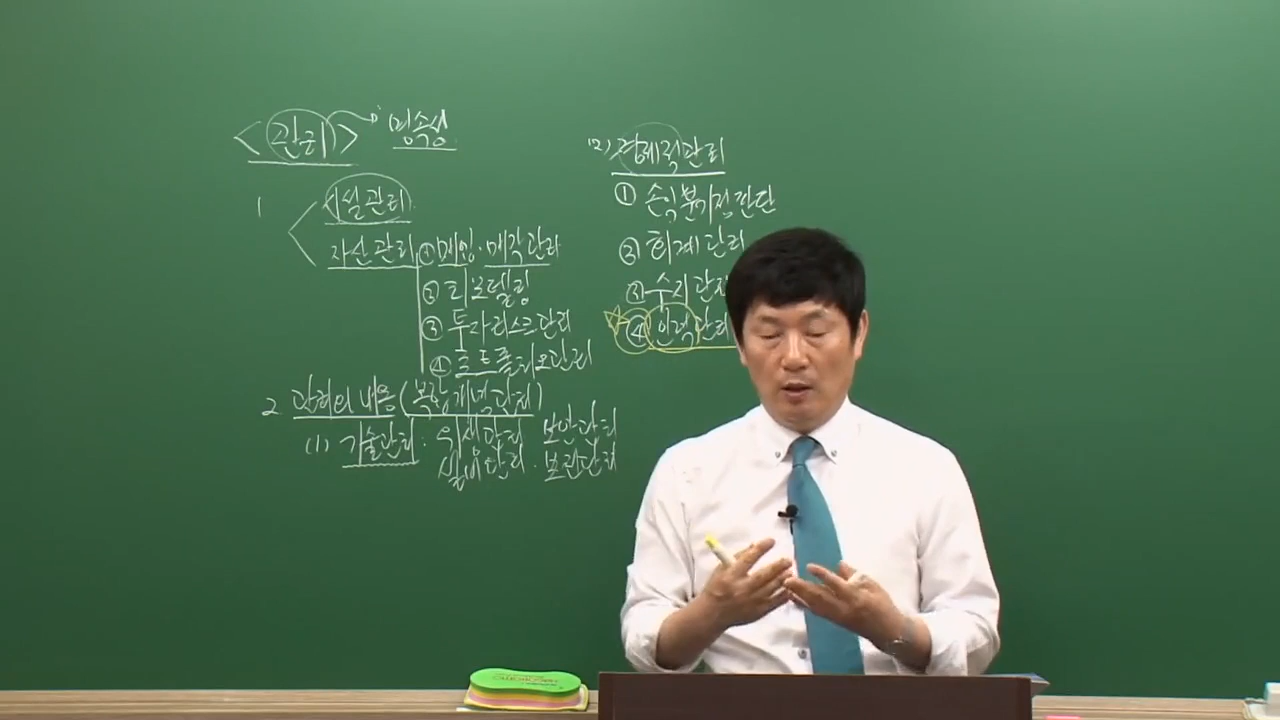 <관리> 영속성
1 시설관리
자산관리 ① 매입·매각관리
② 리모델링
③ 투자리스크관리
④ 포트폴리오관리
2. 관리의 내용 (복합개념관리)
(1) 기술관리· 위생관리 보안관리
설비관리· 보전관리
(2) 경제적관리
① 손익분기점 판단
② 회계관리
③ 수지관
④ 인력관리